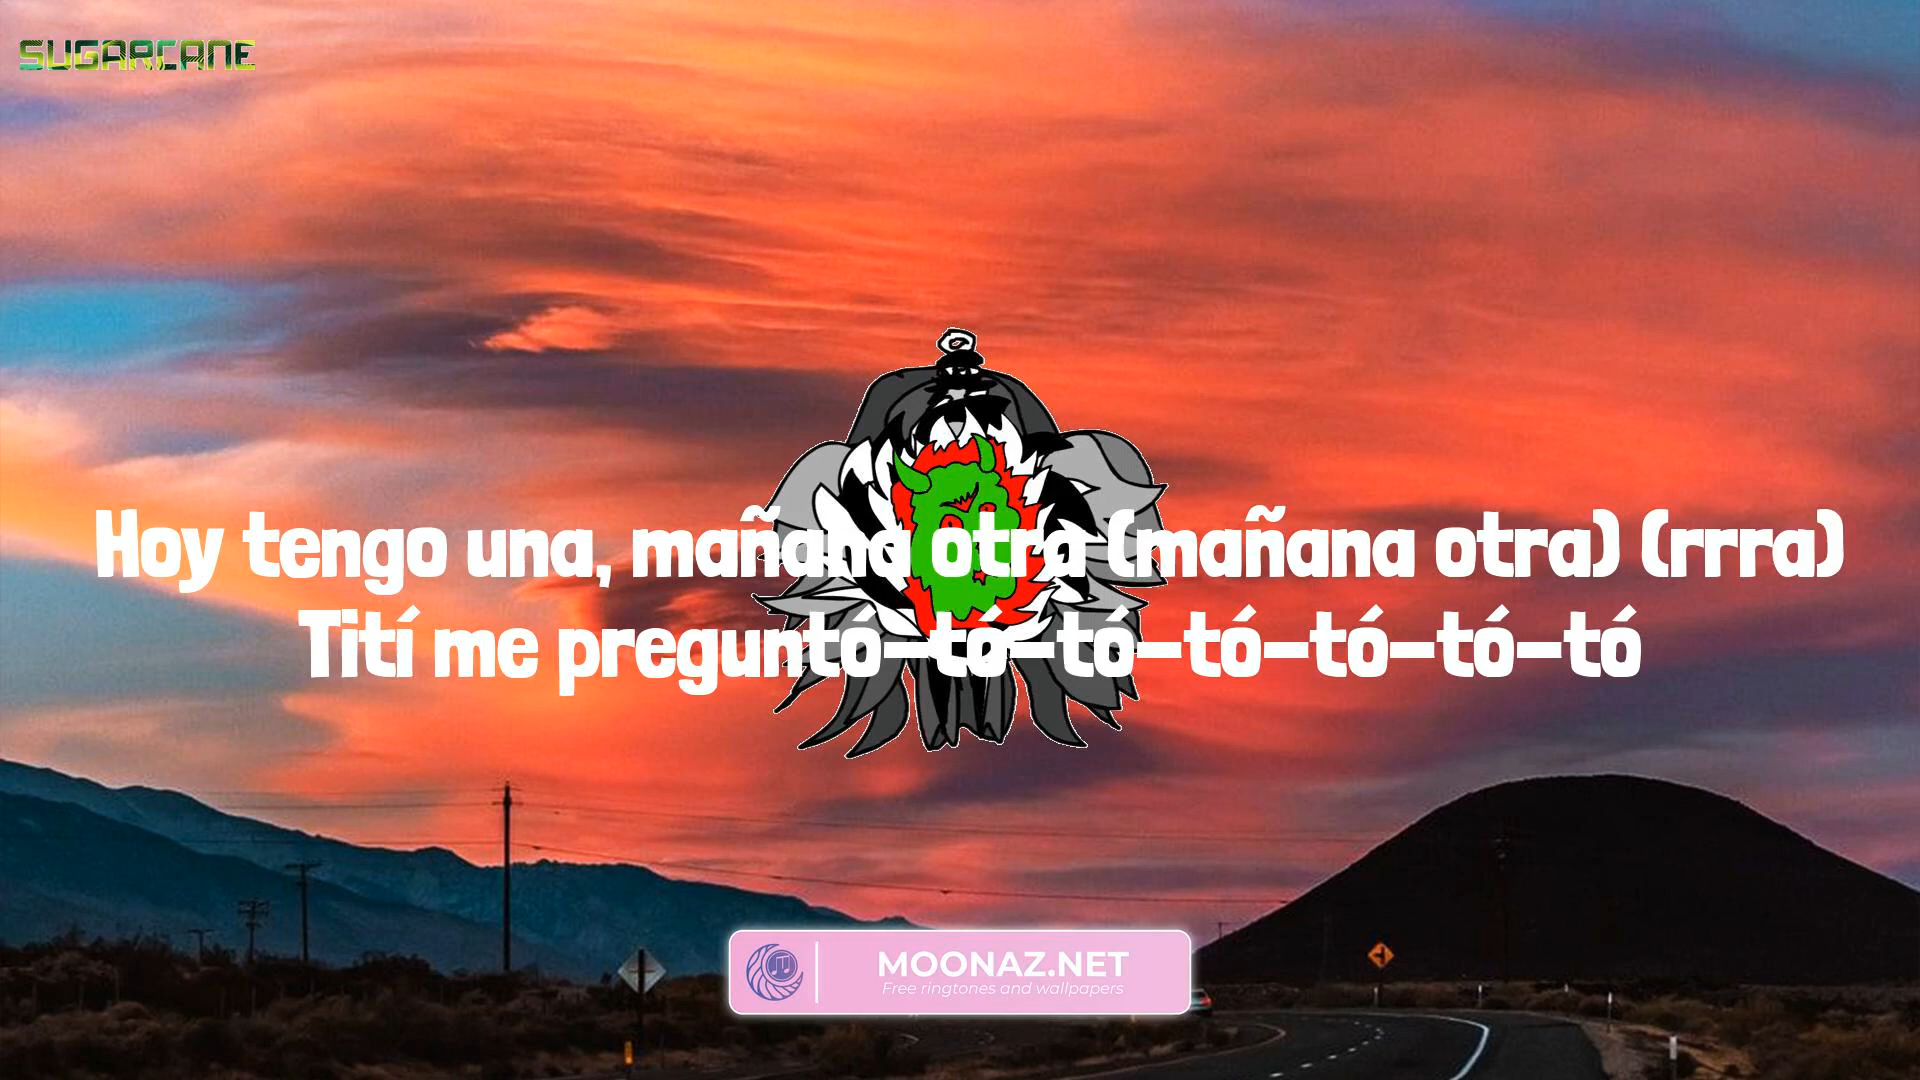 SUGARCANE
Hoy tengo una, mañana otra (mañana otra) (rrra)
Tití me preguntó-tó-tó-tó-tó-tó-tó
MOONAZ.NET
Free ringtones and wallpapers